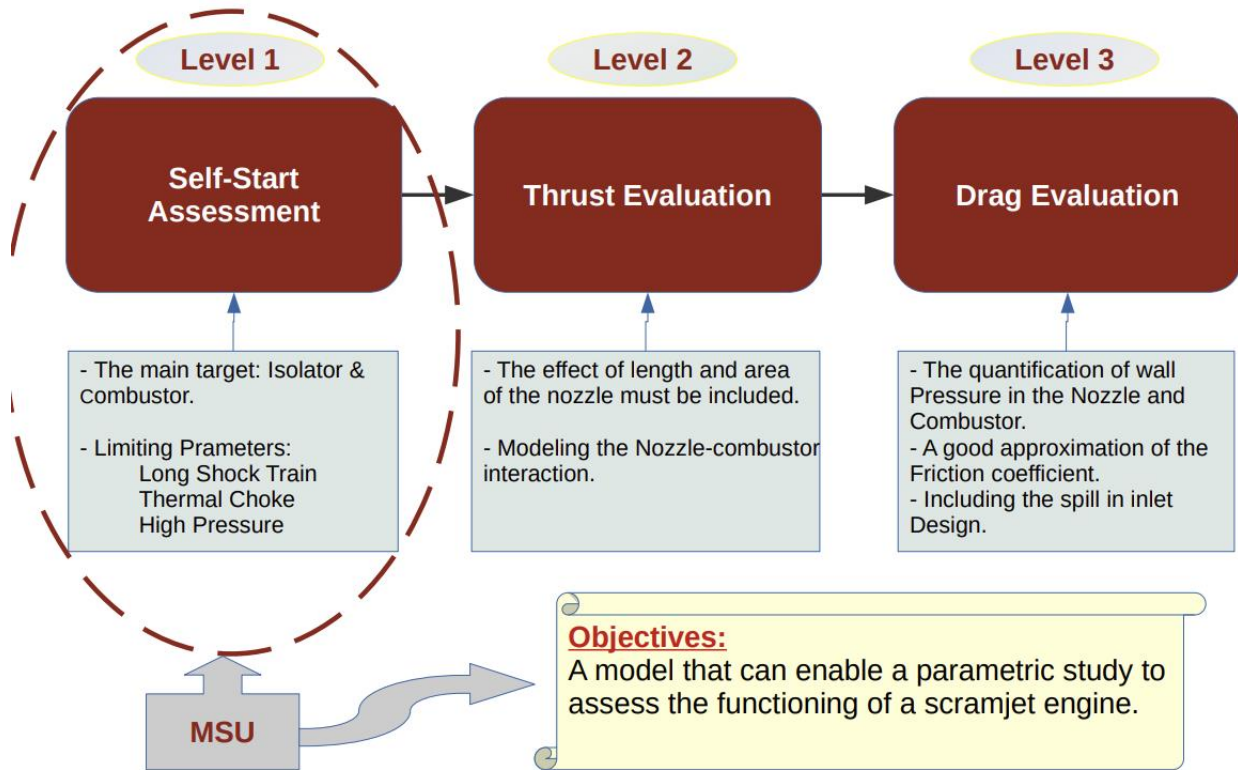 Level 1
Level 2
Level 3
Self-Start
Assessment
Thrust Evaluation
Drag Evaluation
- The main target: Isolator &
Combustor.
- Limiting Prameters:
Long Shock Train
Thermal Choke
High Pressure
- The effect of length and area
of the nozzle must be included.
- Modeling the Nozzle-combustor
interaction.
- The quantification of wall
Pressure in the Nozzle and
Combustor.
- A good approximation of the
Friction coefficient.
- Including the spill in inlet
Design.
MSU
Objectives:
A model that can enable a parametric study to
assess the functioning of a scramjet engine.